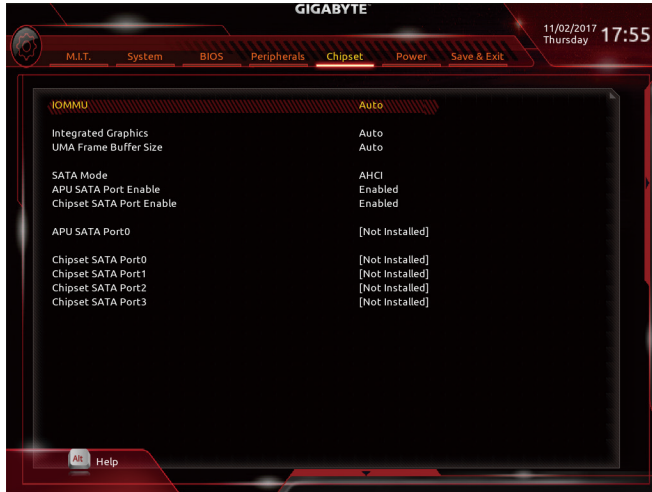 GIGABYTE
11/02/2017 Thursday 17:55
M.I.T. System BIOS Peripherals Chipset Power Save & Exit
IOMMU Auto
Integrated Graphics Auto
UMA Frame Buffer Size Auto
SATA Mode AHCI
APU SATA Port Enable Enabled
Chipset SATA Port Enable Enabled
APU SATA Port0 [Not Installed]
Chipset SATA Port0 [Not Installed]
Chipset SATA Port1 [Not Installed]
Chipset SATA Port2 [Not Installed]
Chipset SATA Port3 [Not Installed]
Alt Help